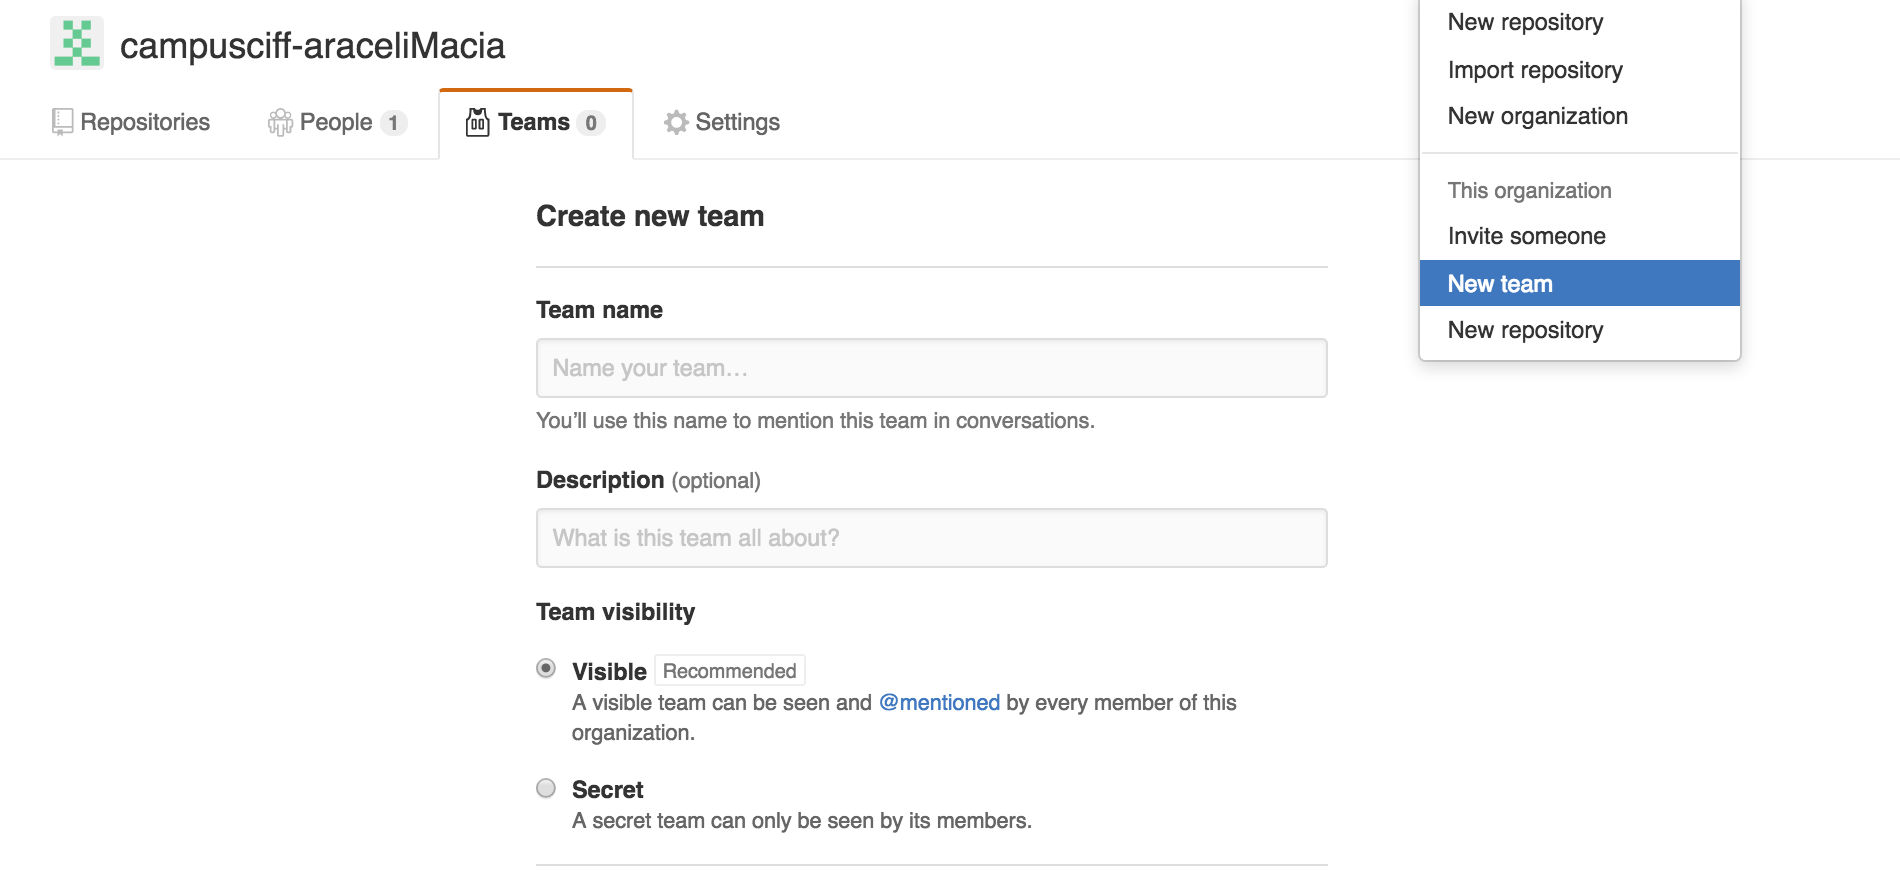 campusciff-araceliMacia
Repositories
People 1
Teams 0
Settings
New repository
Import repository
New organization
This organization
Invite someone
New team
New repository
Create new team
Team name
Name your team…
You’ll use this name to mention this team in conversations.
Description (optional)
What is this team all about?
Team visibility
Visible Recommended
A visible team can be seen and @mentioned by every member of this
organization.
Secret
A secret team can only be seen by its members.